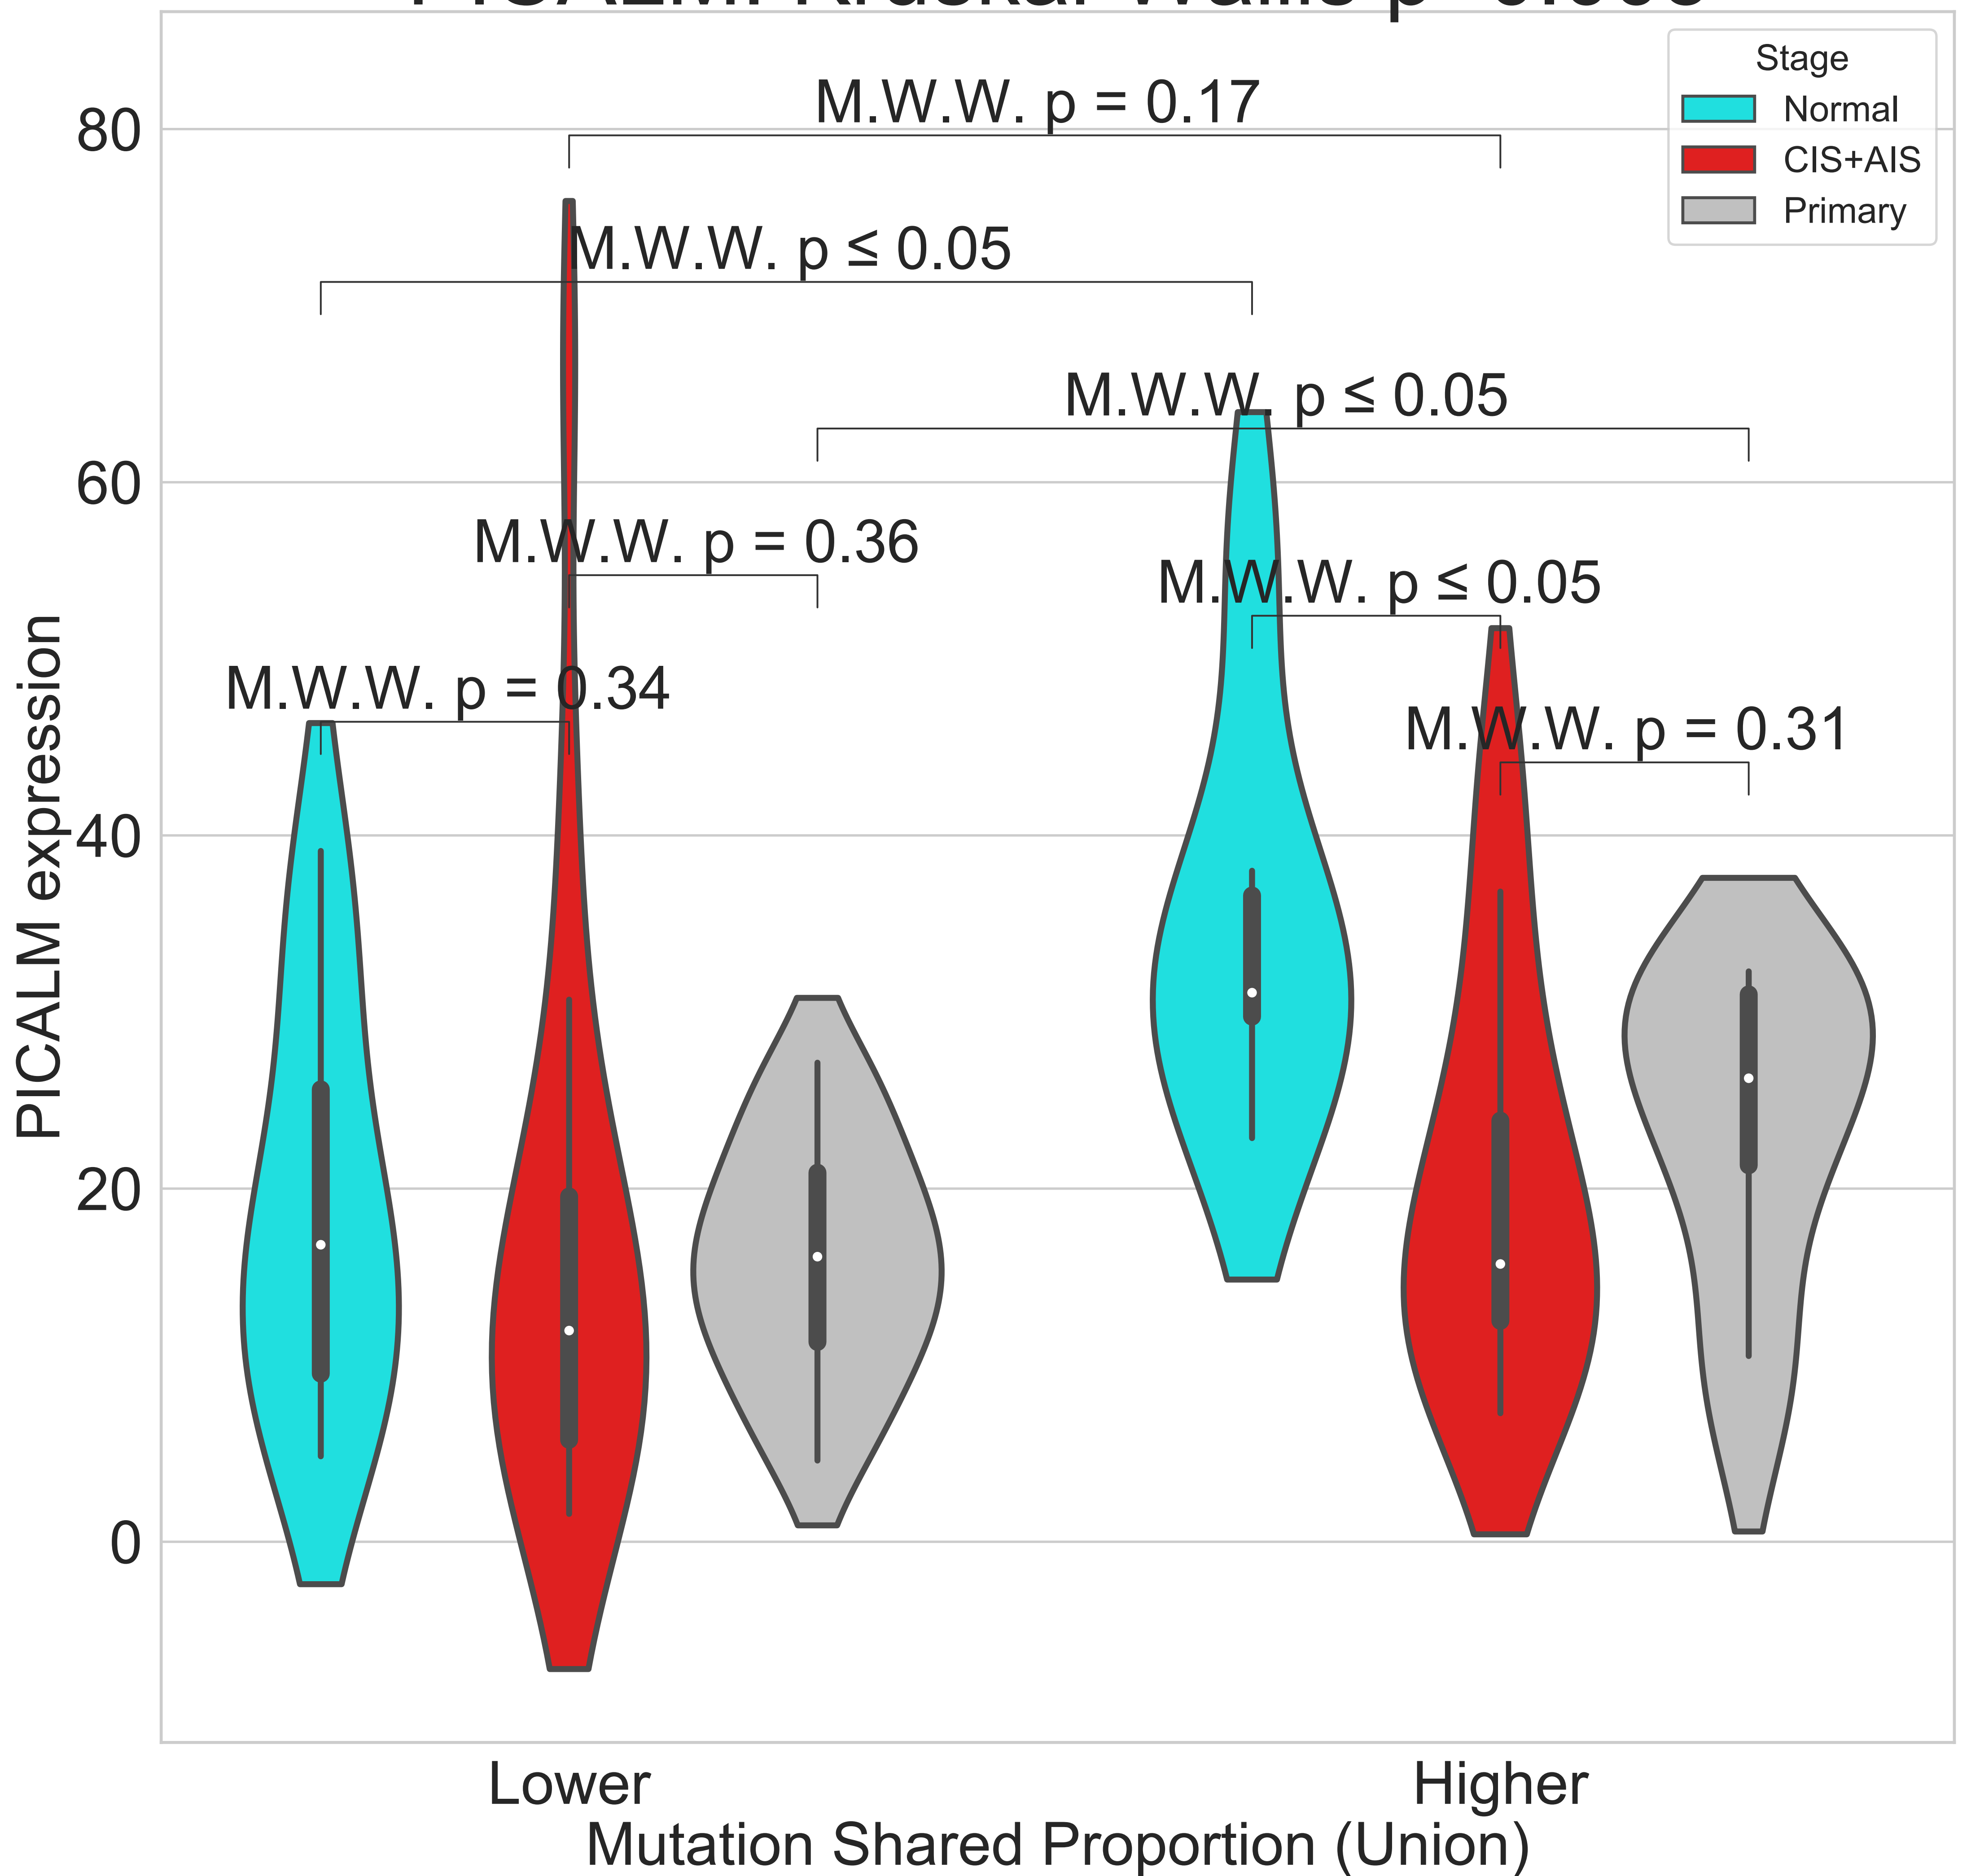 80
60
40
20
0
PICALM expression
M.W.W. p = 0.17
M.W.W. p ≤ 0.05
M.W.W. p ≤ 0.05
M.W.W. p = 0.36
M.W.W. p ≤ 0.05
M.W.W. p = 0.34
M.W.W. p = 0.31
Stage
Normal
CIS+AIS
Primary
Lower
Higher
Mutation Shared Proportion (Union)